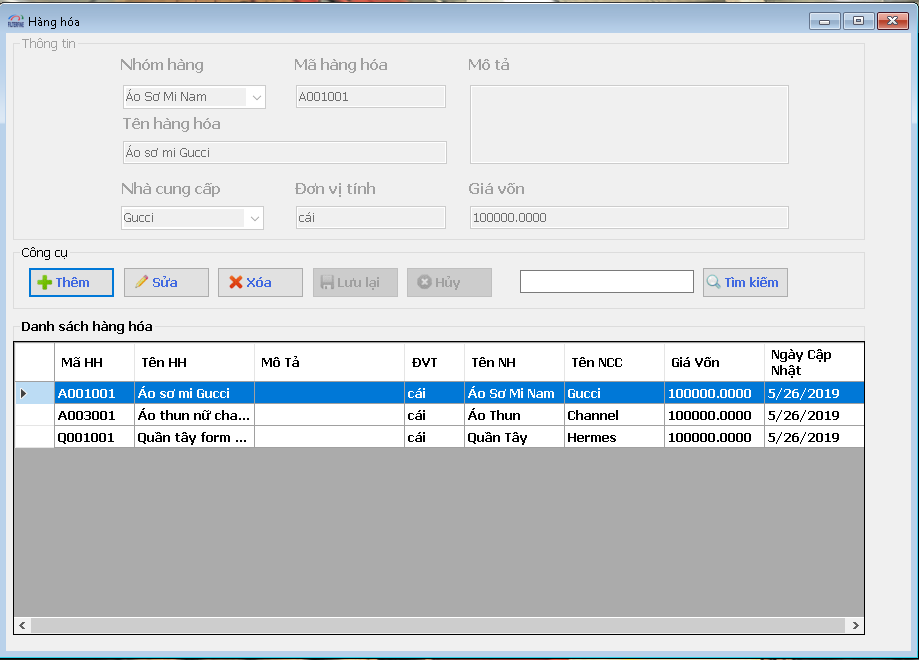 Hàng hóa
Thông tin
Nhóm hàng Mã hàng hóa Mô tả
Áo Sơ Mi Nam A001001
Tên hàng hóa
Áo sơ mi Gucci
Nhà cung cấp Đơn vị tính Giá vốn
Gucci cái 100000.0000
Công cụ
Thêm Sửa Xóa Lưu lại Hủy Tìm kiếm
Danh sách hàng hóa
Mã HH Tên HH Mô Tả ĐVT Tên NH Tên NCC Giá Vốn Ngày Cập
Nhật
A001001 Áo sơ mi Gucci cái Áo Sơ Mi Nam Gucci 100000.0000 5/26/2019
A003001 Áo thun nữ cha... cái Áo Thun Channel 100000.0000 5/26/2019
Q001001 Quần tây form ... cái Quần Tây Hermes 100000.0000 5/26/2019